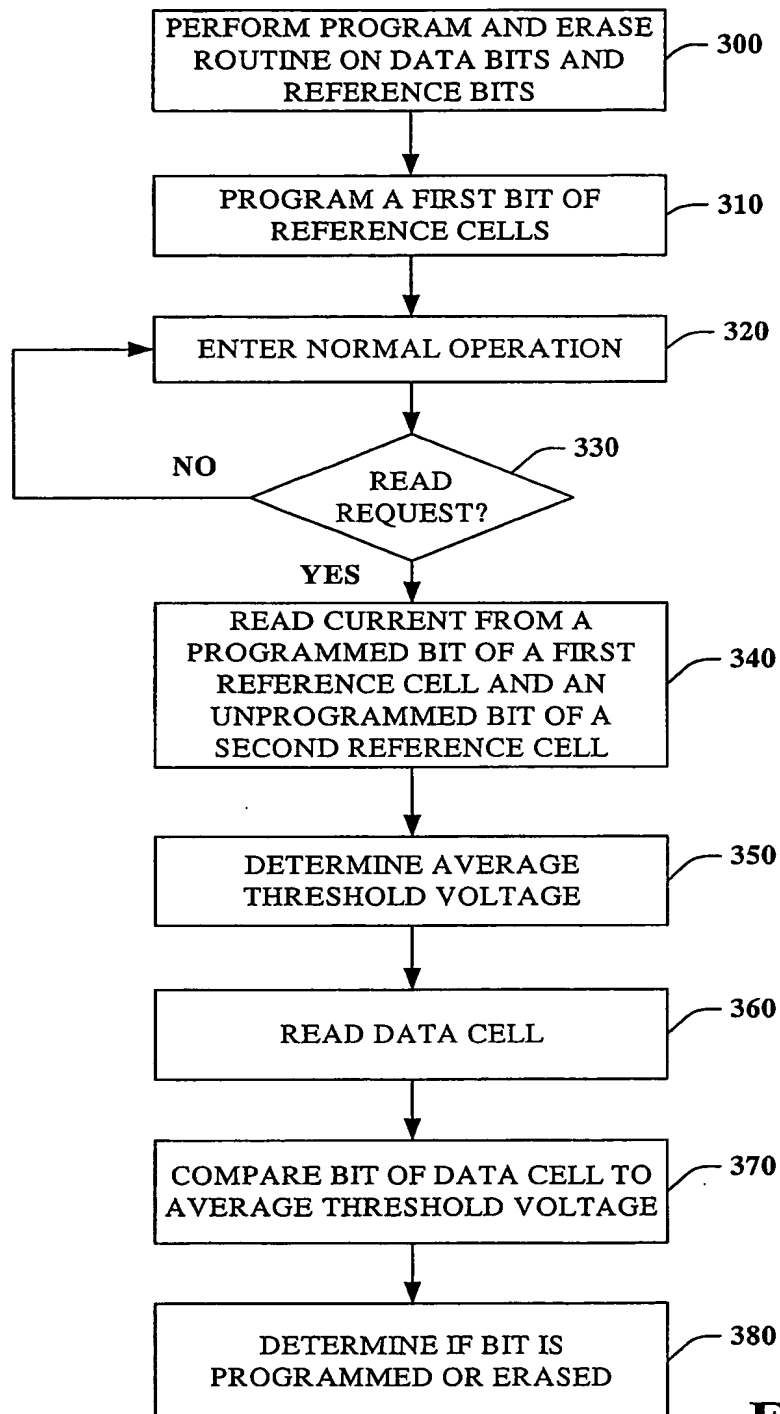 PERFORM PROGRAM AND ERASE
ROUTINE ON DATA BITS AND
REFERENCE BITS
300
PROGRAM A FIRST BIT OF
REFERENCE CELLS
310
ENTER NORMAL OPERATION
320
330
NO
READ
REQUEST?
YES
READ CURRENT FROM A
PROGRAMMED BIT OF A FIRST
REFERENCE CELL AND AN
UNPROGRAMMED BIT OF A
SECOND REFERENCE CELL
340
DETERMINE AVERAGE
THRESHOLD VOLTAGE
350
READ DATA CELL
360
COMPARE BIT OF DATA CELL TO
AVERAGE THRESHOLD VOLTAGE
370
DETERMINE IF BIT IS
PROGRAMMED OR ERASED
380